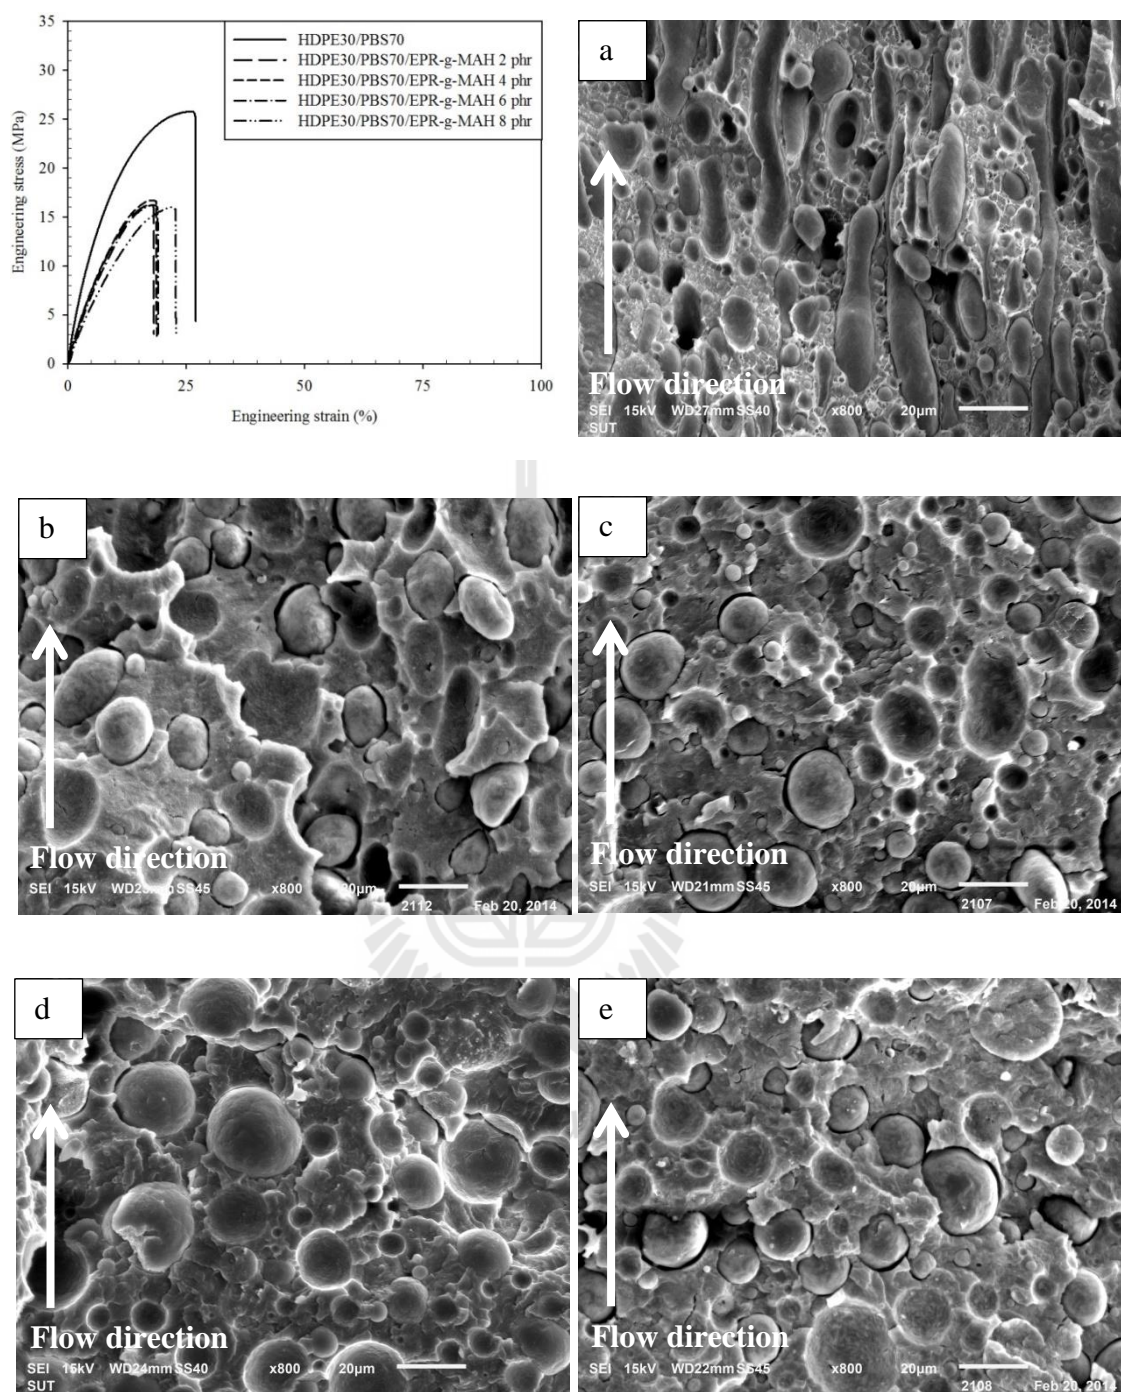 35
30
25
20
15
10
5
0
Engineering stress (MPa)
HDPE30/PBS70
HDPE30/PBS70/EPR-g-MAH 2 phr
HDPE30/PBS70/EPR-g-MAH 4 phr
HDPE30/PBS70/EPR-g-MAH 6 phr
HDPE30/PBS70/EPR-g-MAH 8 phr
0 25 50 75 100
Engineering strain (%)
a
Flow direction
SEI 15kV WD27mm SS40 x800 20µm
SUT
b
Flow direction
SEI 15kV SS45 x800 20µm
2112 Feb 20, 2014
c
Flow direction
SEI 15kV WD21mm SS45 x800 20µm
2107 Feb 20, 2014
d
Flow direction
SEI 15kV WD24mm SS40 x800 20µm
SUT
e
Flow direction
SEI 15kV WD22mm SS45 x800 20µm
2108 Feb 20, 2014